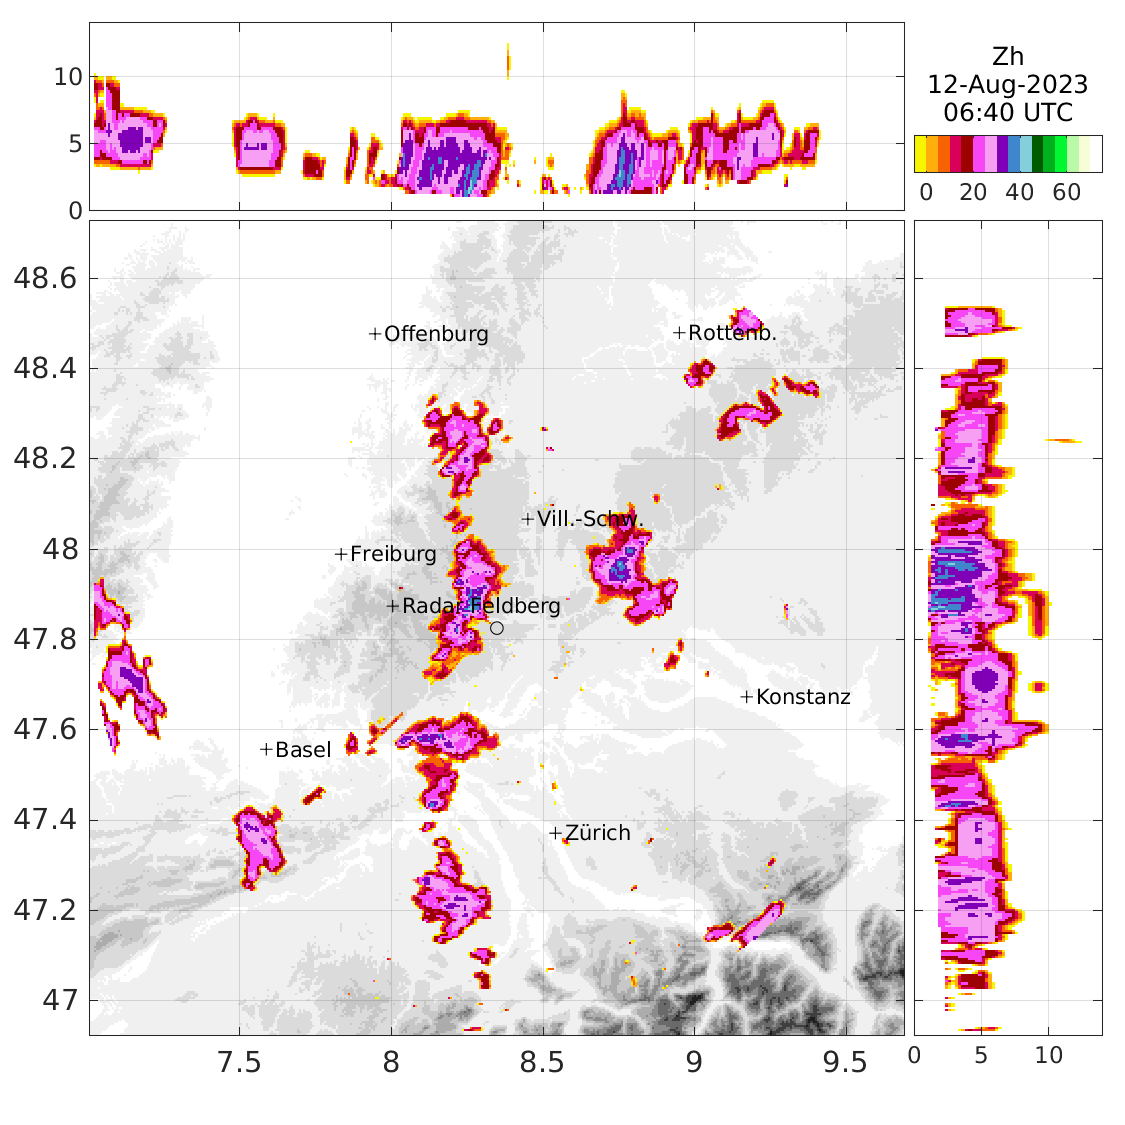 10
5
0
Zh
12-Aug-2023
06:40 UTC
0 20 40 60
48.6
48.4
48.2
48
47.8
47.6
47.4
47.2
47
Offenburg
Rottenb.
Vill.-Schw.
Freiburg
Radar Feldberg
Konstanz
Basel
Zürich
7.5 8 8.5 9 9.5
0 5 10